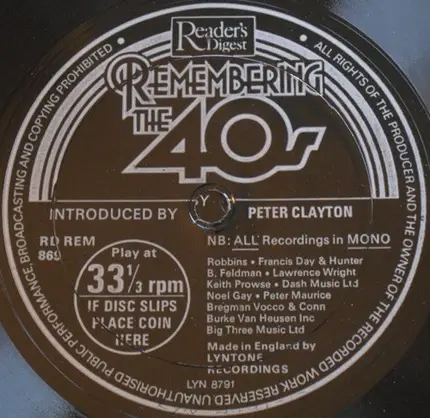 Reader's
Digest
REMEMBERING
THE
40s
INTRODUCED BY PETER CLAYTON
RD REM
869
Play at
33 1/3 rpm
IF DISC SLIPS
PLACE COIN
HERE
NB: ALL Recordings in MONO
Robbins • Francis Day & Hunter
B. Feldman • Lawrence Wright
Keith Prowse • Dash Music Ltd
Noel Gay • Peter Maurice
Bregman Vocco & Conn
Burke Van Heusen Inc
Big Three Music Ltd
Made in England by
LYNTONE
RECORDINGS
LYN 8791
• ALL RIGHTS OF THE PRODUCER AND THE OWNER OF THE RECORDED WORK RESERVED UNAUTHORISED PUBLIC PERFORMANCE, BROADCASTING AND COPYING PROHIBITED •